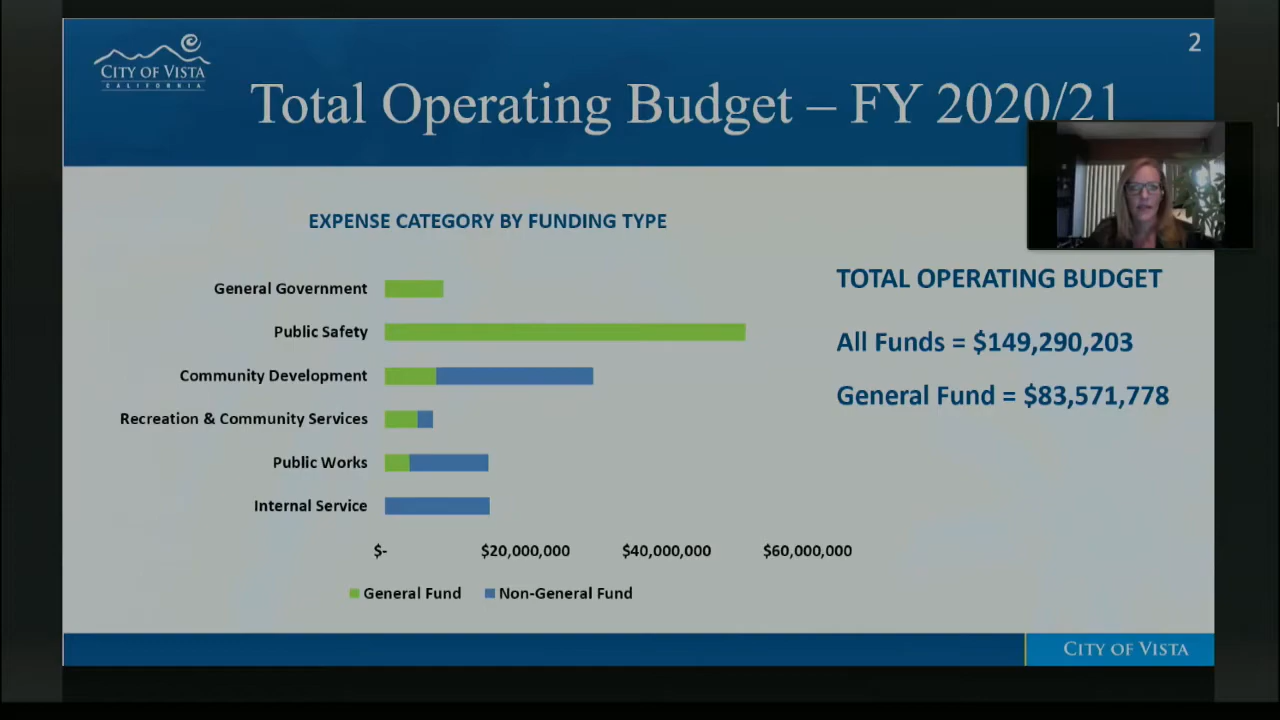 2
CITY OF VISTA
CALIFORNIA
Total Operating Budget – FY 2020/21
EXPENSE CATEGORY BY FUNDING TYPE
General Government
Public Safety
Community Development
Recreation & Community Services
Public Works
Internal Service
$-
$20,000,000
$40,000,000
$60,000,000
General Fund
Non-General Fund
TOTAL OPERATING BUDGET
All Funds = $149,290,203
General Fund = $83,571,778
CITY OF VISTA